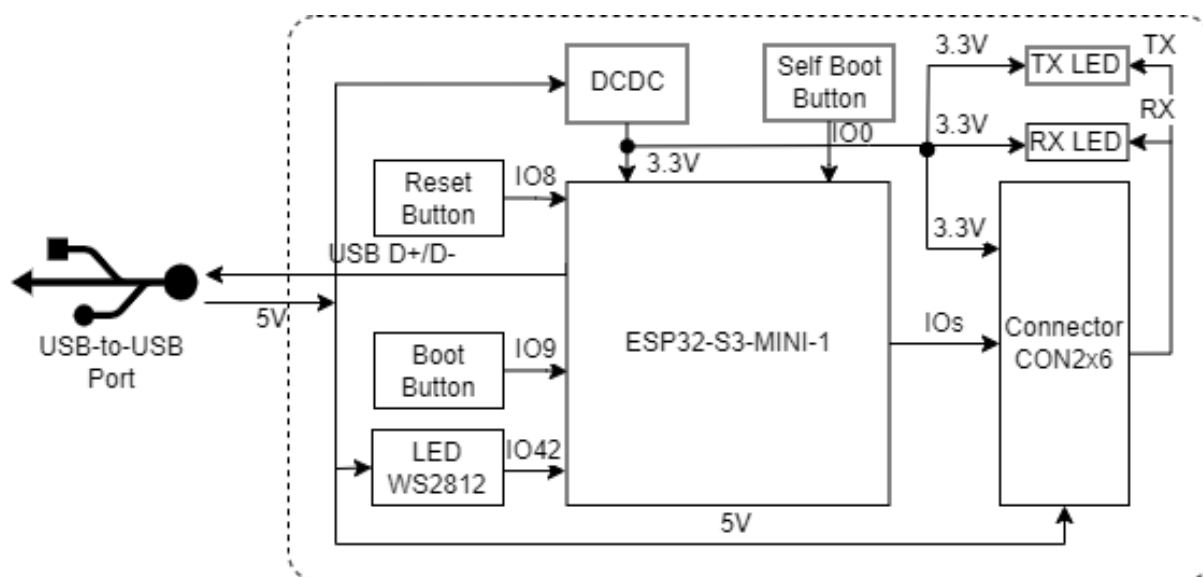 DCDC
Self Boot
Button
3.3V
TX LED
TX
IO0
3.3V
RX LED
RX
3.3V
Reset
Button
IO8
USB D+/D-
3.3V
5V
USB-to-USB
Port
Boot
Button
IO9
ESP32-S3-MINI-1
IOs
Connector
CON2x6
LED
WS2812
IO42
5V